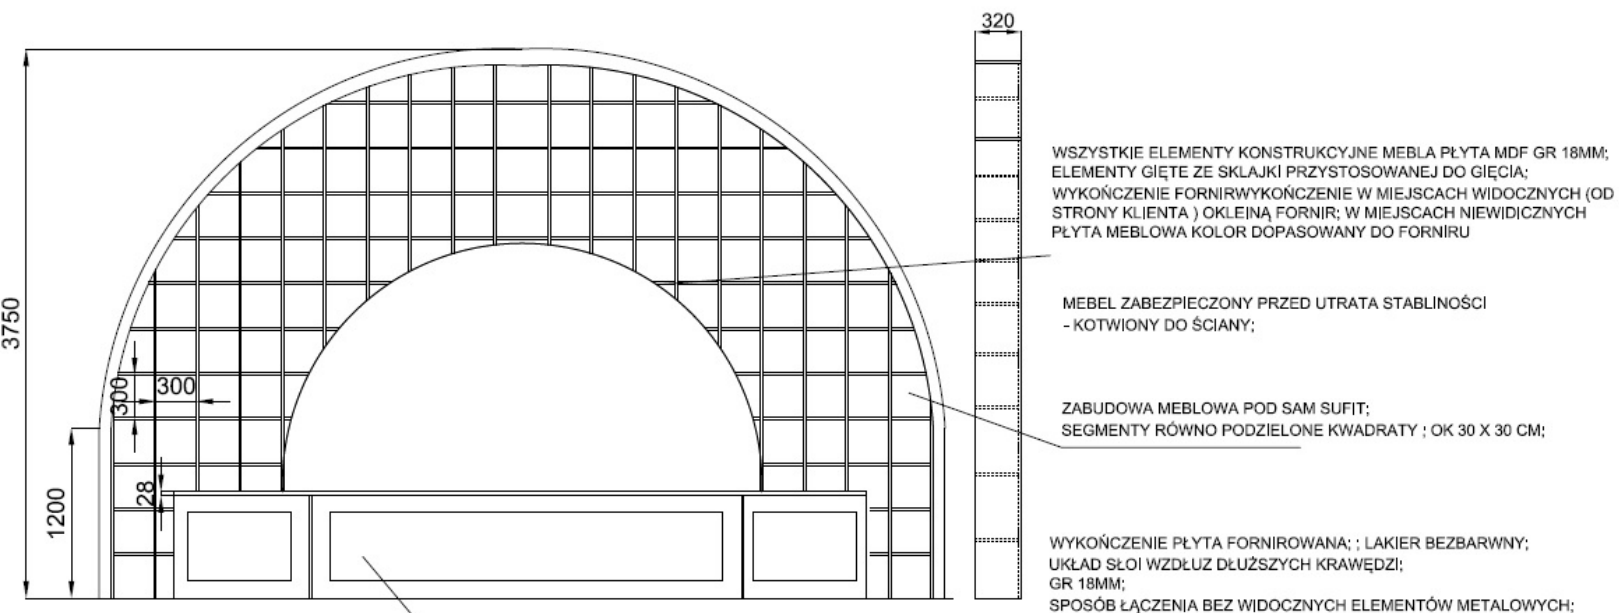 320
WSZYSTKIE ELEMENTY KONSTRUKCYJNE MEBLA PŁYTA MDF GR 18MM;
ELEMENTY GIĘTE ZE SKLAJKI PRZYSTOSOWANEJ DO GIĘCIA;
WYKOŃCZENIE FORNIRWYKOŃCZENIE W MIEJSCACH WIDOCZNYCH (OD
STRONY KLIENTA ) OKLEINĄ FORNIR; W MIEJSCACH NIEWIDICZNYCH
PŁYTA MEBLOWA KOLOR DOPASOWANY DO FORNIRU
MEBEL ZABEZPIECZONY PRZED UTRATA STABLINOŚCI
- KOTWIONY DO ŚCIANY;
3750
300
300
ZABUDOWA MEBLOWA POD SAM SUFIT;
SEGMENTY RÓWNO PODZIELONE KWADRATY ; OK 30 X 30 CM;
1200
28
WYKOŃCZENIE PŁYTA FORNIROWANA; ; LAKIER BEZBARWNY;
UKŁAD SŁOI WZDŁUZ DŁUŻSZYCH KRAWĘDZI;
GR 18MM;
SPOSÓB ŁĄCZENIA BEZ WIDOCZNYCH ELEMENTÓW METALOWYCH;